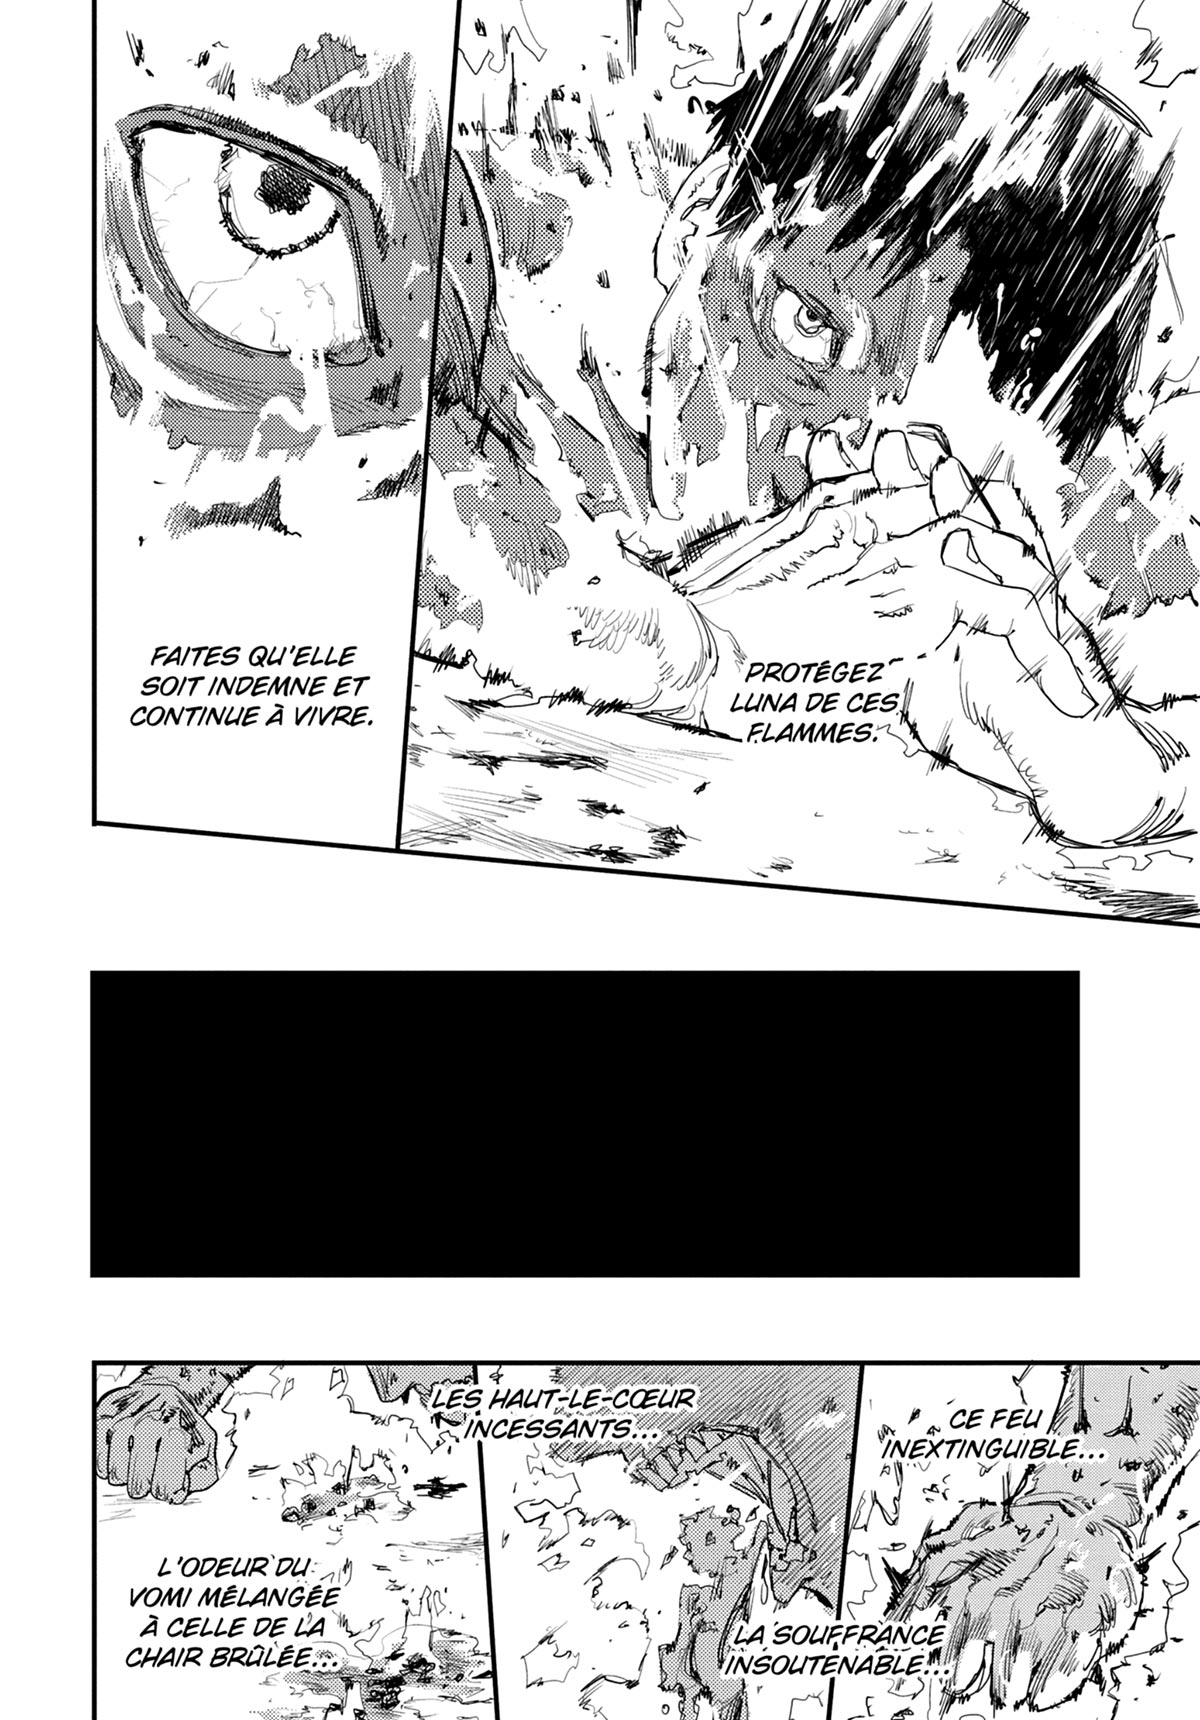 PROTÉGEZ
LUNA DE CES
FLAMMES.
FAITES QU'ELLE
SOIT INDEMNE ET
CONTINUE À VIVRE.
CE FEU
INEXTINGUIBLE...
LA SOUFFRANCE
INSOUTENABLE...
LES HAUT-LE-CŒUR
INCESSANTS...
L'ODEUR DU
VOMI MÉLANGÉE
À CELLE DE LA
CHAIR BRÛLÉE...